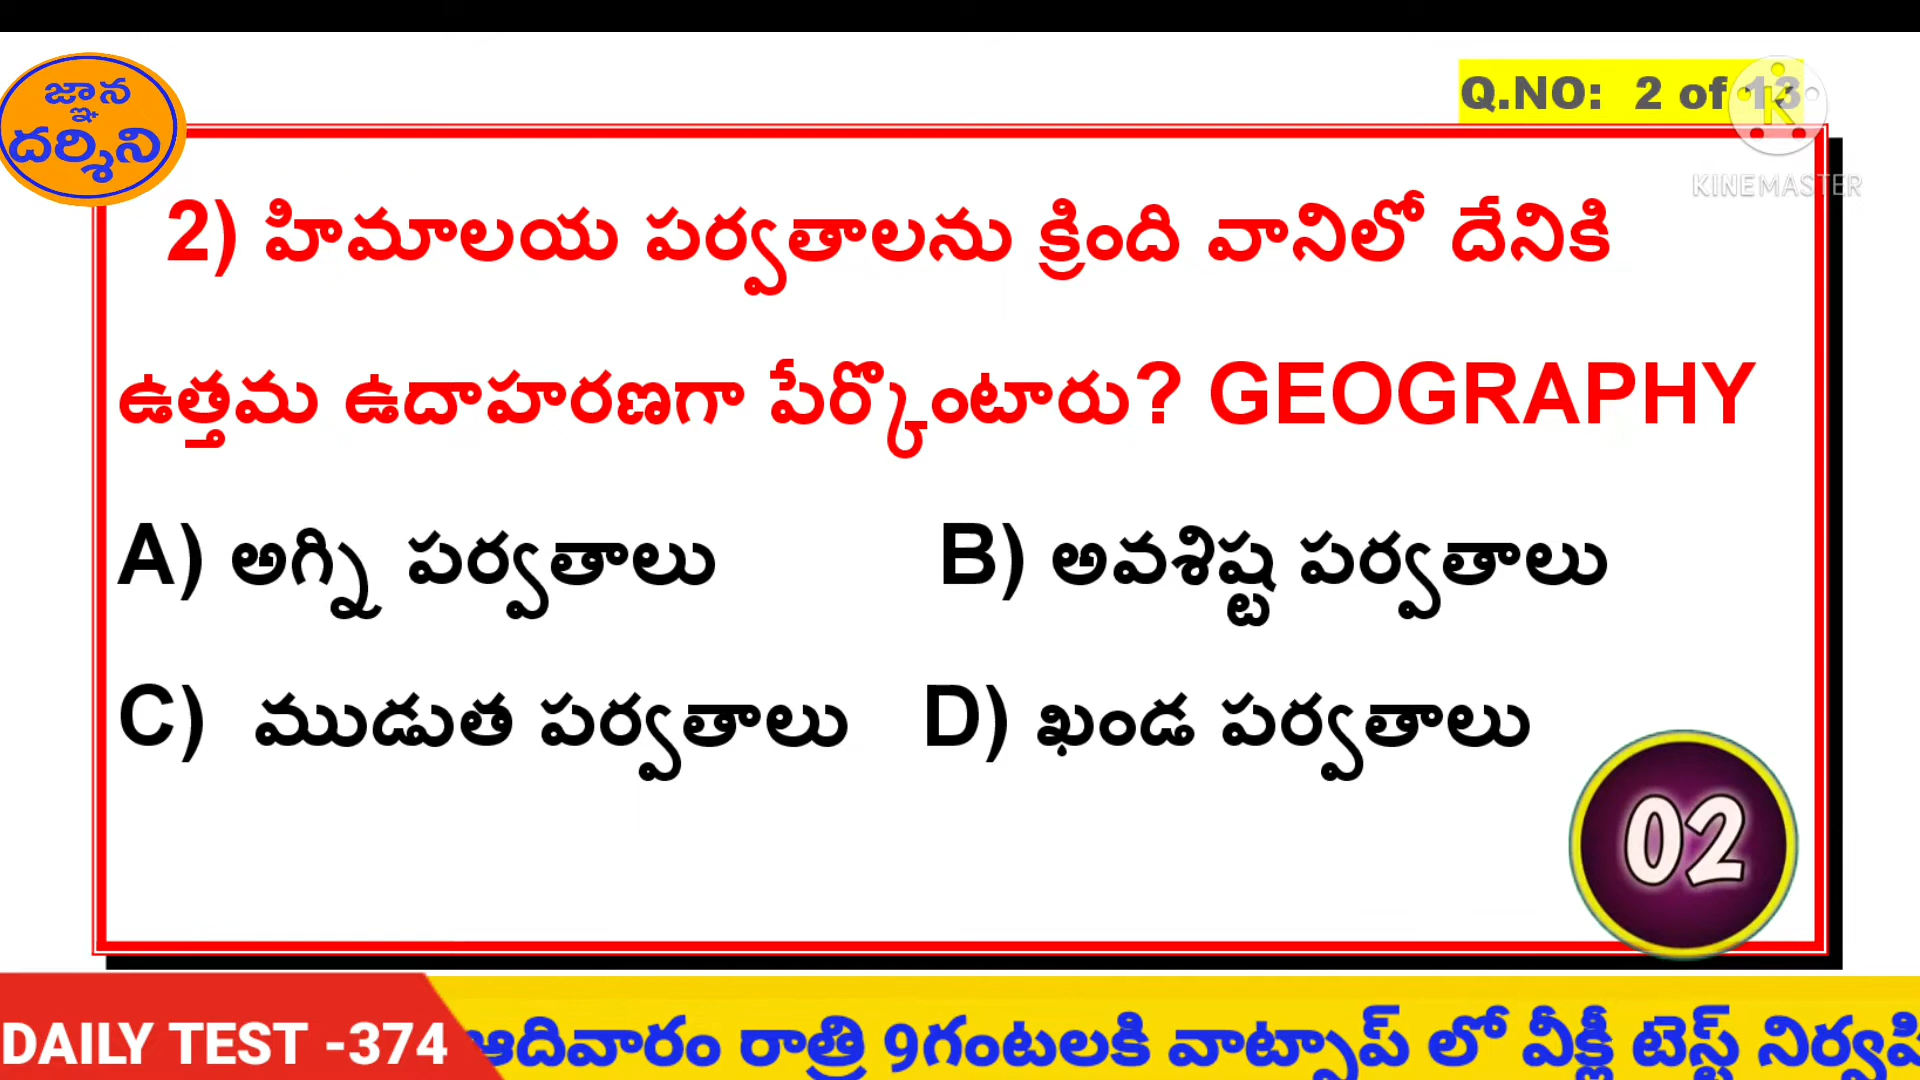 జ్ఞాన
దర్శిని
Q.NO: 2 of 13
KINEMASTER
2) హిమాలయ పర్వతాలను క్రింది వానిలో దేనికి
ఉత్తమ ఉదాహరణగా పేర్కొంటారు? GEOGRAPHY
A) అగ్ని పర్వతాలు B) అవశిష్ట పర్వతాలు
C) ముడుత పర్వతాలు D) ఖండ పర్వతాలు
02
DAILY TEST -374 ఆదివారం రాత్రి 9గంటలకి వాట్సాప్ లో వీక్లీ టెస్ట్